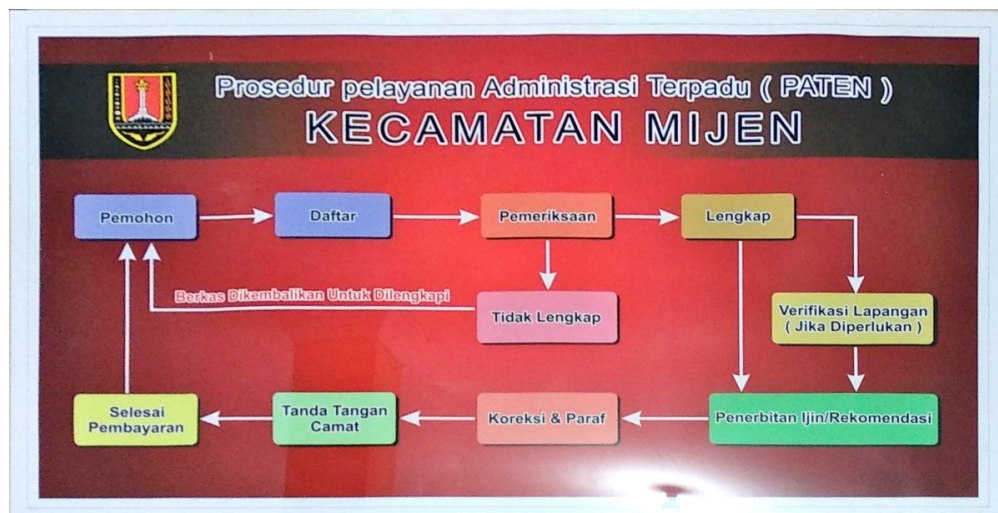 Prosedur pelayanan Administrasi Terpadu ( PATEN )
KECAMATAN MIJEN
Pemohon
Daftar
Pemeriksaan
Lengkap
Berkas Dikembalikan Untuk Dilengkapi
Tidak Lengkap
Verifikasi Lapangan
( Jika Diperlukan )
Selesai
Pembayaran
Tanda Tangan
Camat
Koreksi & Paraf
Penerbitan Ijin/Rekomendasi